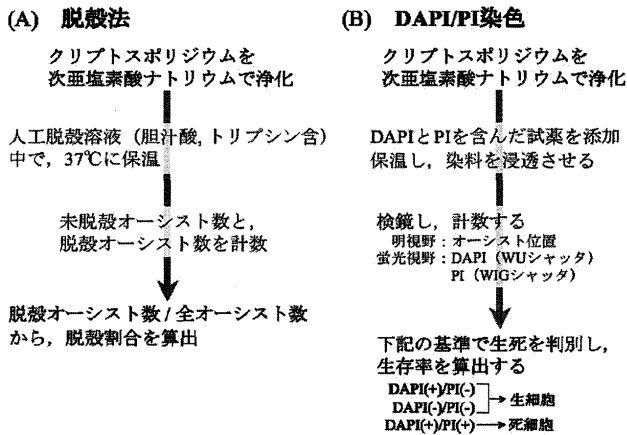 (A) 脱殻法
クリプトスポリジウムを
次亜塩素酸ナトリウムで浄化
人工脱殻溶液（胆汁酸, トリプシン含）
中で，37℃に保温
未脱殻オーシスト数と，
脱殻オーシスト数を計数
脱殻オーシスト数 / 全オーシスト数
から，脱殻割合を算出
(B) DAPI/PI染色
クリプトスポリジウムを
次亜塩素酸ナトリウムで浄化
DAPIとPIを含んだ試薬を添加
保温し，染料を浸透させる
検鏡し，計数する
明視野：オーシスト位置
蛍光視野：DAPI（WUシャッタ）
PI（WIGシャッタ）
下記の基準で生死を判別し，
生存率を算出する
DAPI(+)/PI(-)
DAPI(-)/PI(-)
生細胞
DAPI(+)/PI(+) → 死細胞